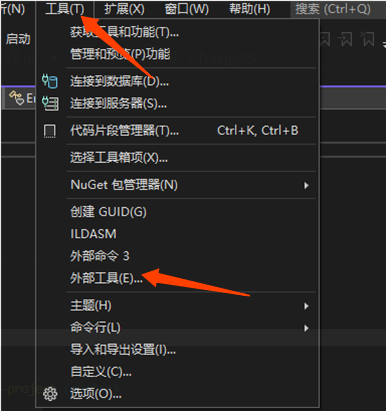 析(N) 工具(T) 扩展(X) 窗口(W) 帮助(H) 搜索 (Ctrl+Q)
启动 获取工具和功能(T)...
管理和预览(P)功能
连接到数据库(D)...
连接到服务器(S)...
代码片段管理器(T)... Ctrl+K, Ctrl+B
选择工具箱项(X)...
NuGet 包管理器(N)
创建 GUID(G)
ILDASM
外部命令 3
外部工具(E)...
主题(H)
命令行(L)
导入和导出设置(I)...
自定义(C)...
选项(O)...